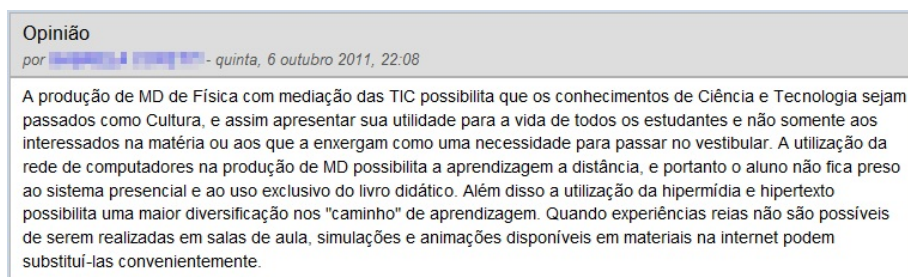 Opinião
por - quinta, 6 outubro 2011, 22:08
A produção de MD de Física com mediação das TIC possibilita que os conhecimentos de Ciência e Tecnologia sejam
passados como Cultura, e assim apresentar sua utilidade para a vida de todos os estudantes e não somente aos
interessados na matéria ou aos que a enxergam como uma necessidade para passar no vestibular. A utilização da
rede de computadores na produção de MD possibilita a aprendizagem a distância, e portanto o aluno não fica preso
ao sistema presencial e ao uso exclusivo do livro didático. Além disso a utilização da hipermídia e hipertexto
possibilita uma maior diversificação nos "caminho" de aprendizagem. Quando experiências reias não são possíveis
de serem realizadas em salas de aula, simulações e animações disponíveis em materiais na internet podem
substituí-las convenientemente.